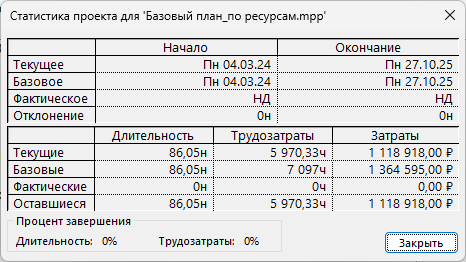 Статистика проекта для 'Базовый план_по ресурсам.mpp'
Начало Окончание
Текущее Пн 04.03.24 Пн 27.10.25
Базовое Пн 04.03.24 Пн 27.10.25
Фактическое НД НД
Отклонение 0н 0н
Длительность Трудозатраты Затраты
Текущие 86,05н 5 970,33ч 1 118 918,00 ₽
Базовые 86,05н 7 097ч 1 364 595,00 ₽
Фактические 0н 0ч 0,00 ₽
Оставшиеся 86,05н 5 970,33ч 1 118 918,00 ₽
Процент завершения
Длительность: 0% Трудозатраты: 0%
Закрыть